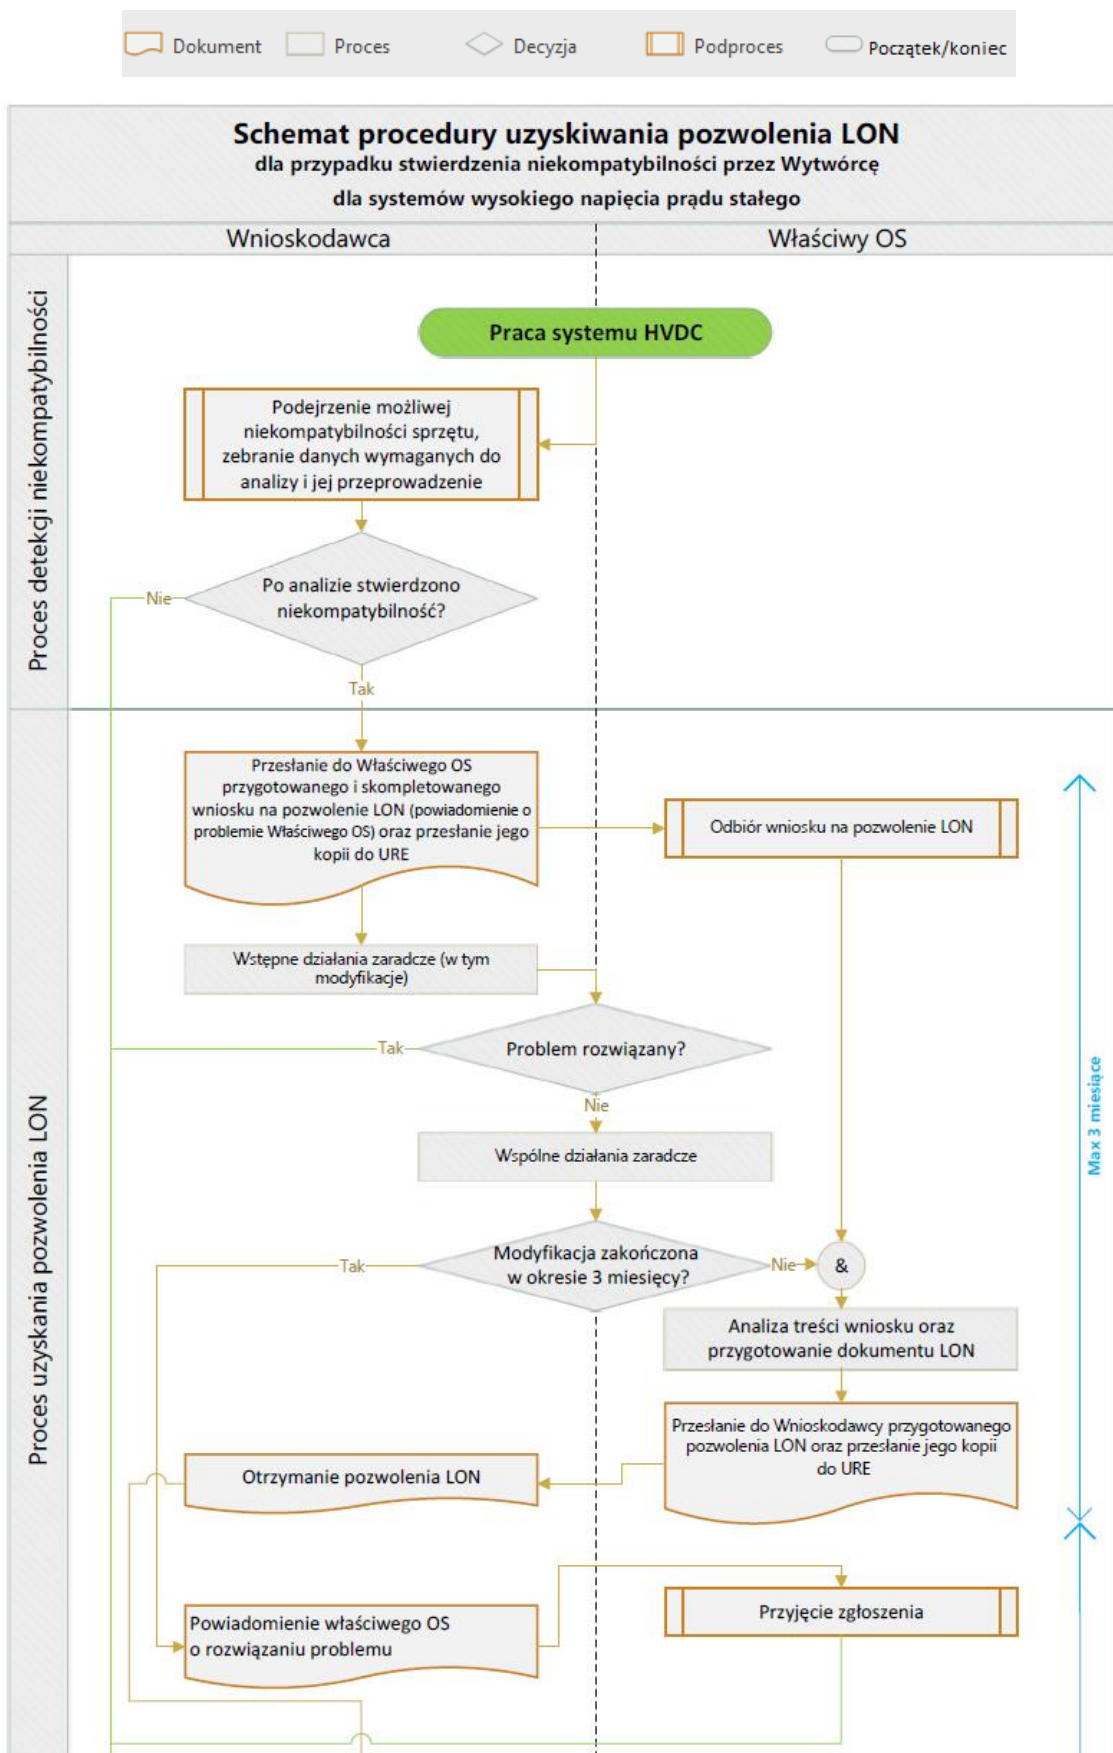 Dokument
Proces
Decyzja
Podproces
Początek/koniec
Schemat procedury uzyskiwania pozwolenia LON
dla przypadku stwierdzenia niekompatybilności przez Wytwórcę
dla systemów wysokiego napięcia prądu stałego
Wnioskodawca
Właściwy OS
Proces detekcji niekompatybilności
Praca systemu HVDC
Podejrzenie możliwej
niekompatybilności sprzętu,
zebranie danych wymaganych do
analizy i jej przeprowadzenie
Po analizie stwierdzono
niekompatybilność?
Nie
Tak
Proces uzyskania pozwolenia LON
Przesłanie do Właściwego OS
przygotowanego i skompletowanego
wniosku na pozwolenie LON (powiadomienie o
problemie Właściwego OS) oraz przesłanie jego
kopii do URE
Odbiór wniosku na pozwolenie LON
Wstępne działania zaradcze (w tym
modyfikacje)
Problem rozwiązany?
Tak
Nie
Wspólne działania zaradcze
Max 3 miesiące
Modyfikacja zakończona
w okresie 3 miesięcy?
Tak
Nie
&
Analiza treści wniosku oraz
przygotowanie dokumentu LON
Przesłanie do Wnioskodawcy przygotowanego
pozwolenia LON oraz przesłanie jego kopii
do URE
Otrzymanie pozwolenia LON
Powiadomienie właściwego OS
o rozwiązaniu problemu
Przyjęcie zgłoszenia